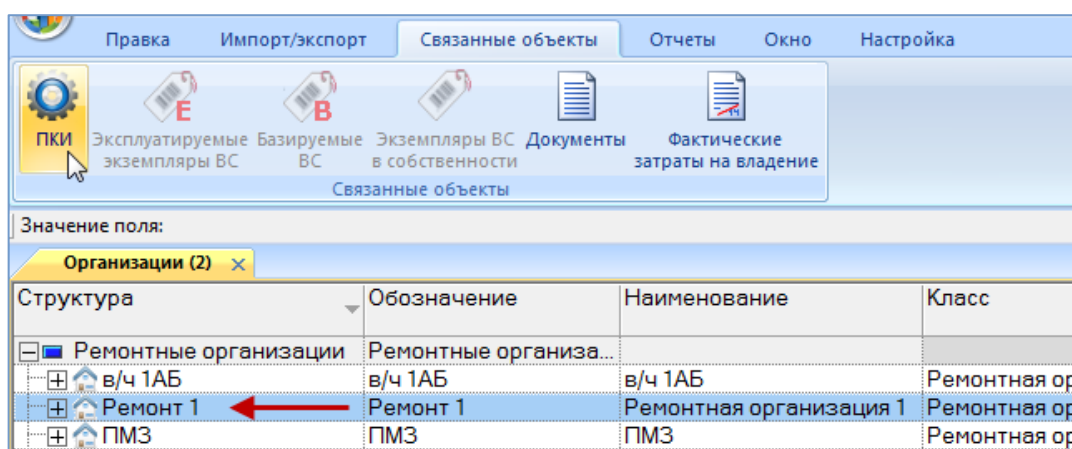 Правка Импорт/экспорт Связанные объекты Отчеты Окно Настройка
ПКИ Эксплуатируемые экземпляры ВС Базируемые ВС Экземпляры ВС в собственности Документы Фактические затраты на владение
Связанные объекты
Значение поля:
Организации (2)
Структура Обозначение Наименование Класс
Ремонтные организации Ремонтные организа...
в/ч 1АБ в/ч 1АБ в/ч 1АБ Ремонтная ор
Ремонт 1 Ремонт 1 Ремонтная организация 1 Ремонтная ор
ПМЗ ПМЗ ПМЗ Ремонтная ор